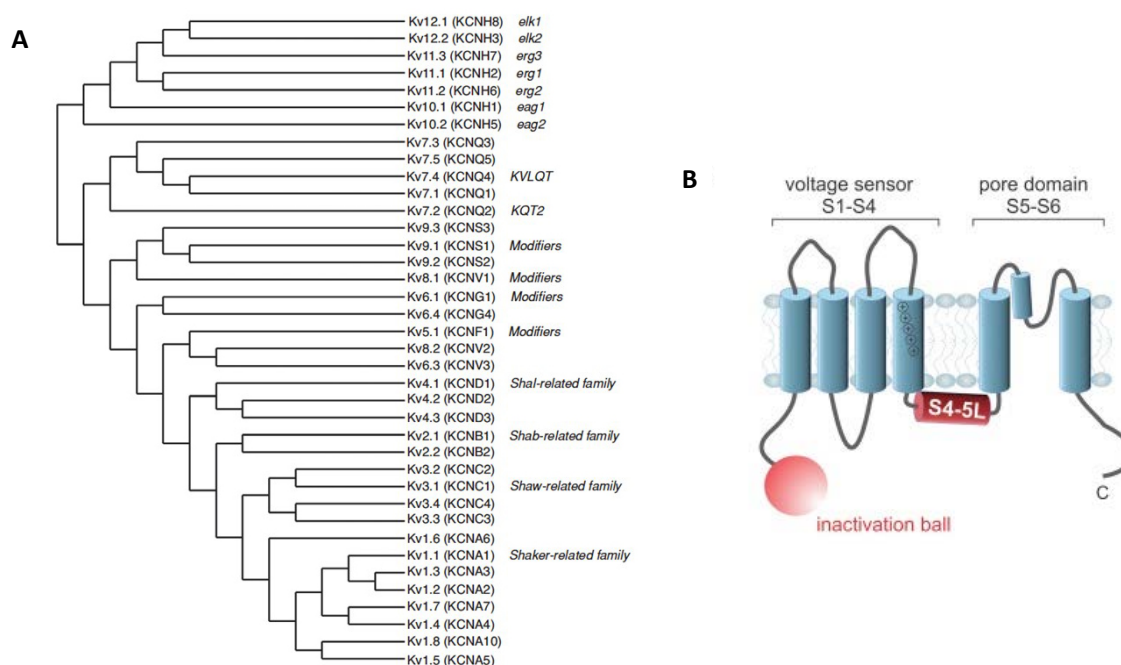 A
Kv12.1 (KCNH8) elk1
Kv12.2 (KCNH3) elk2
Kv11.3 (KCNH7) erg3
Kv11.1 (KCNH2) erg1
Kv11.2 (KCNH6) erg2
Kv10.1 (KCNH1) eag1
Kv10.2 (KCNH5) eag2
Kv7.3 (KCNQ3)
Kv7.5 (KCNQ5)
Kv7.4 (KCNQ4) KVLQT
Kv7.1 (KCNQ1)
Kv7.2 (KCNQ2) KQT2
Kv9.3 (KCNS3)
Kv9.1 (KCNS1) Modifiers
Kv9.2 (KCNS2)
Kv8.1 (KCNV1) Modifiers
Kv6.1 (KCNG1) Modifiers
Kv6.4 (KCNG4)
Kv5.1 (KCNF1) Modifiers
Kv8.2 (KCNV2)
Kv6.3 (KCNV3)
Kv4.1 (KCND1) Shal-related family
Kv4.2 (KCND2)
Kv4.3 (KCND3)
Kv2.1 (KCNB1) Shab-related family
Kv2.2 (KCNB2)
Kv3.2 (KCNC2)
Kv3.1 (KCNC1) Shaw-related family
Kv3.4 (KCNC4)
Kv3.3 (KCNC3)
Kv1.6 (KCNA6)
Kv1.1 (KCNA1) Shaker-related family
Kv1.3 (KCNA3)
Kv1.2 (KCNA2)
Kv1.7 (KCNA7)
Kv1.4 (KCNA4)
Kv1.8 (KCNA10)
Kv1.5 (KCNA5)
B
voltage sensor
S1-S4
pore domain
S5-S6
+
+
+
+
+
S4-5L
C
inactivation ball